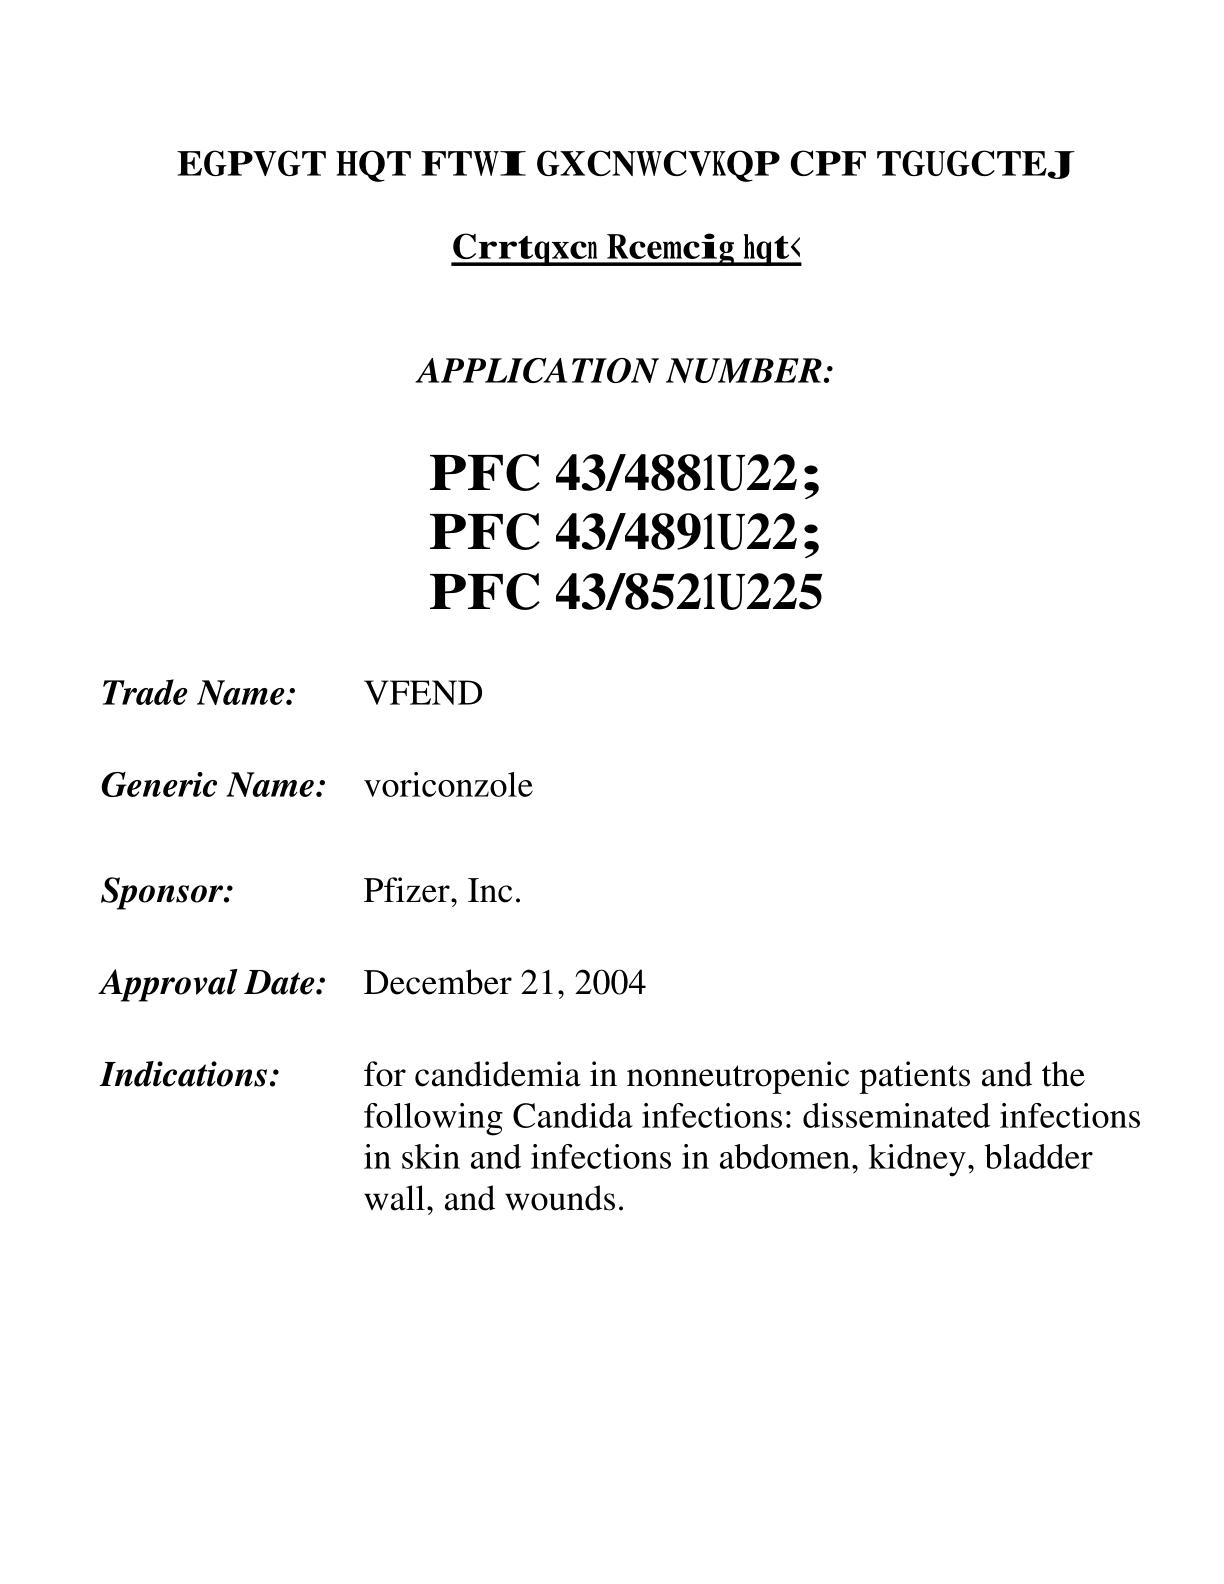 EGPVGT HQT FTWI GXCNWCVKQP CPF TGUGCTEJ
Crrtqxcn Rcemcig hqt<
APPLICATION NUMBER:
PFC 43/4881U22;
PFC 43/4891U22;
PFC 43/8521U225
Trade Name: VFEND
Generic Name: voriconzole
Sponsor: Pfizer, Inc.
Approval Date: December 21, 2004
Indications: for candidemia in nonneutropenic patients and the
following Candida infections: disseminated infections
in skin and infections in abdomen, kidney, bladder
wall, and wounds.